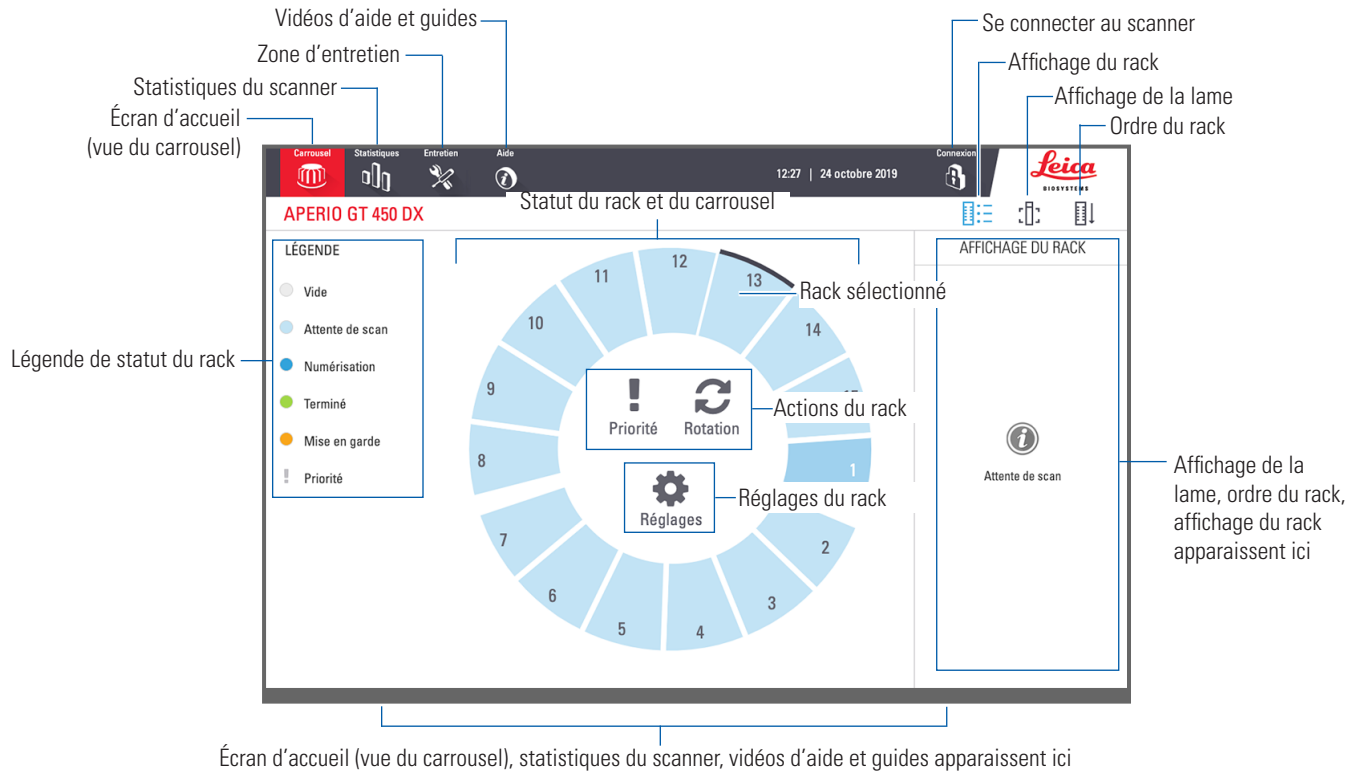 Vidéos d'aide et guides
Zone d'entretien
Statistiques du scanner
Écran d'accueil
(vue du carrousel)
Se connecter au scanner
Affichage du rack
Affichage de la lame
Ordre du rack
Carrousel
Statistiques
Entretien
Aide
12:27 | 24 octobre 2019
Connexion
Leica
BIOSYSTEMS
APERIO GT 450 DX
Statut du rack et du carrousel
LÉGENDE
Vide
Attente de scan
Numérisation
Terminé
Mise en garde
Priorité
Légende de statut du rack
11
12
13
Rack sélectionné
10
14
9
8
1
7
2
6
3
5
4
Priorité
Rotation
Actions du rack
Réglages
Réglages du rack
AFFICHAGE DU RACK
Attente de scan
Affichage de la
lame, ordre du rack,
affichage du rack
apparaissent ici
Écran d'accueil (vue du carrousel), statistiques du scanner, vidéos d'aide et guides apparaissent ici